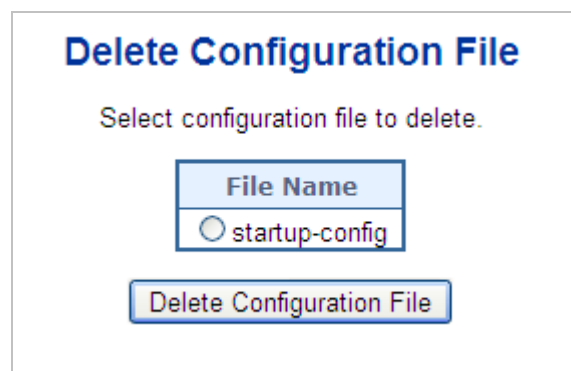 Delete Configuration File
Select configuration file to delete.
File Name
startup-config
Delete Configuration File